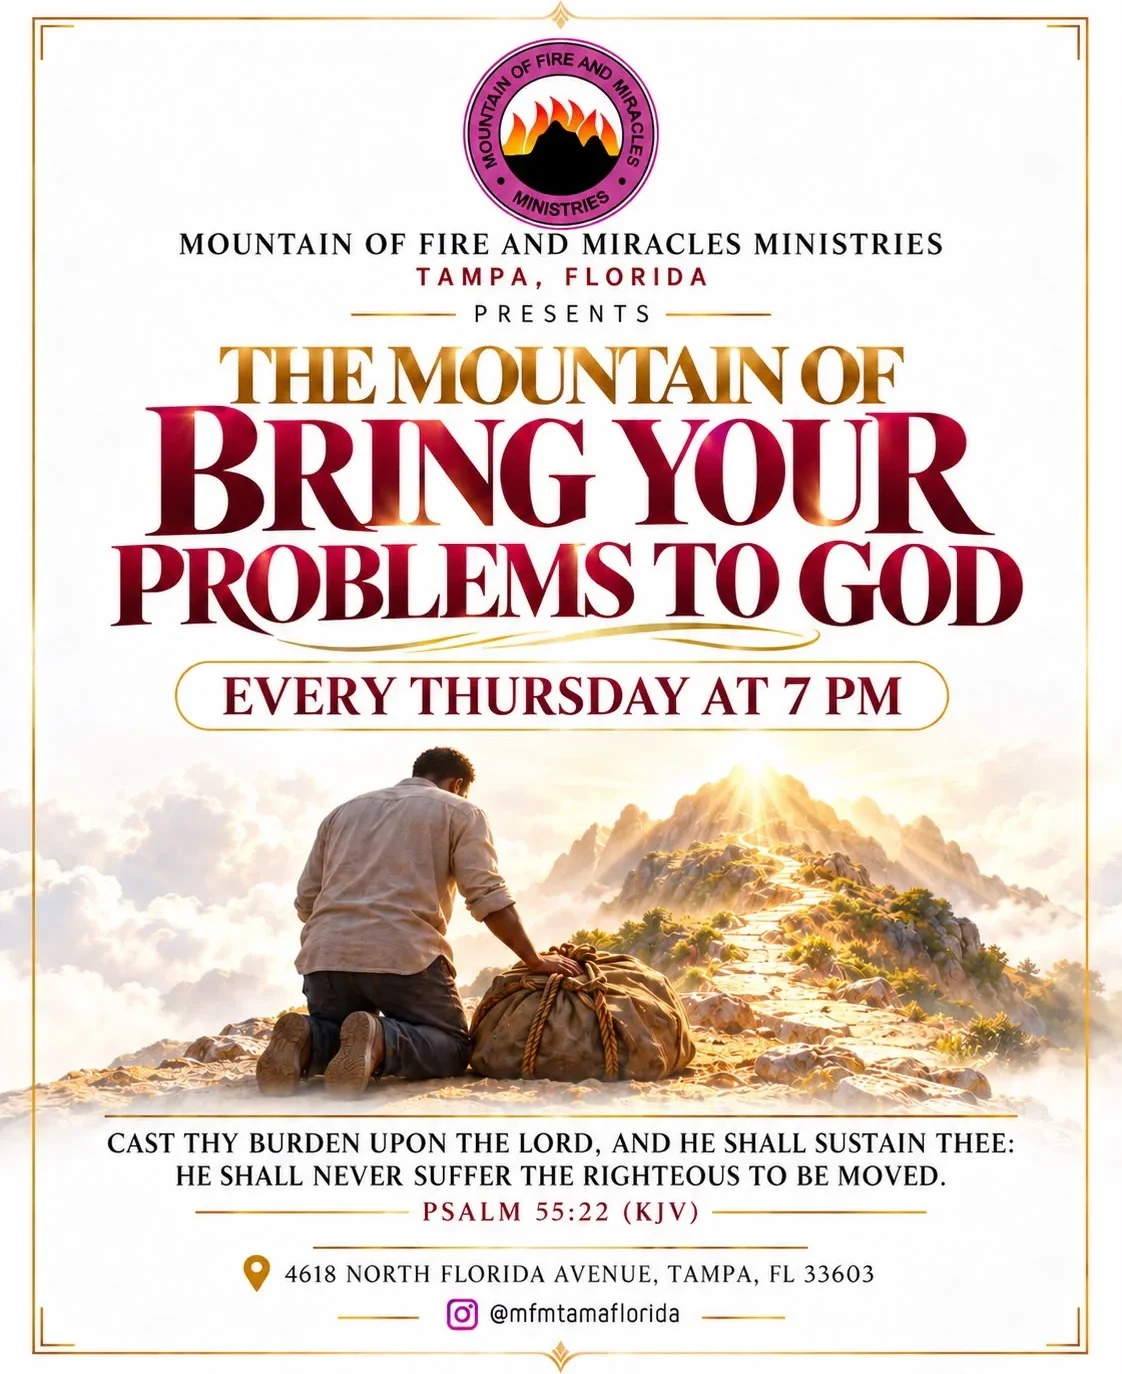 MOUNTAIN OF FIRE AND MIRACLES
MINISTRIES
MOUNTAIN OF FIRE AND MIRACLES MINISTRIES
TAMPA, FLORIDA
PRESENTS
THE MOUNTAIN OF
BRING YOUR
PROBLEMS TO GOD
EVERY THURSDAY AT 7 PM
CAST THY BURDEN UPON THE LORD, AND HE SHALL SUSTAIN THEE:
HE SHALL NEVER SUFFER THE RIGHTEOUS TO BE MOVED.
PSALM 55:22 (KJV)
4618 NORTH FLORIDA AVENUE, TAMPA, FL 33603
@mfmtamaflorida